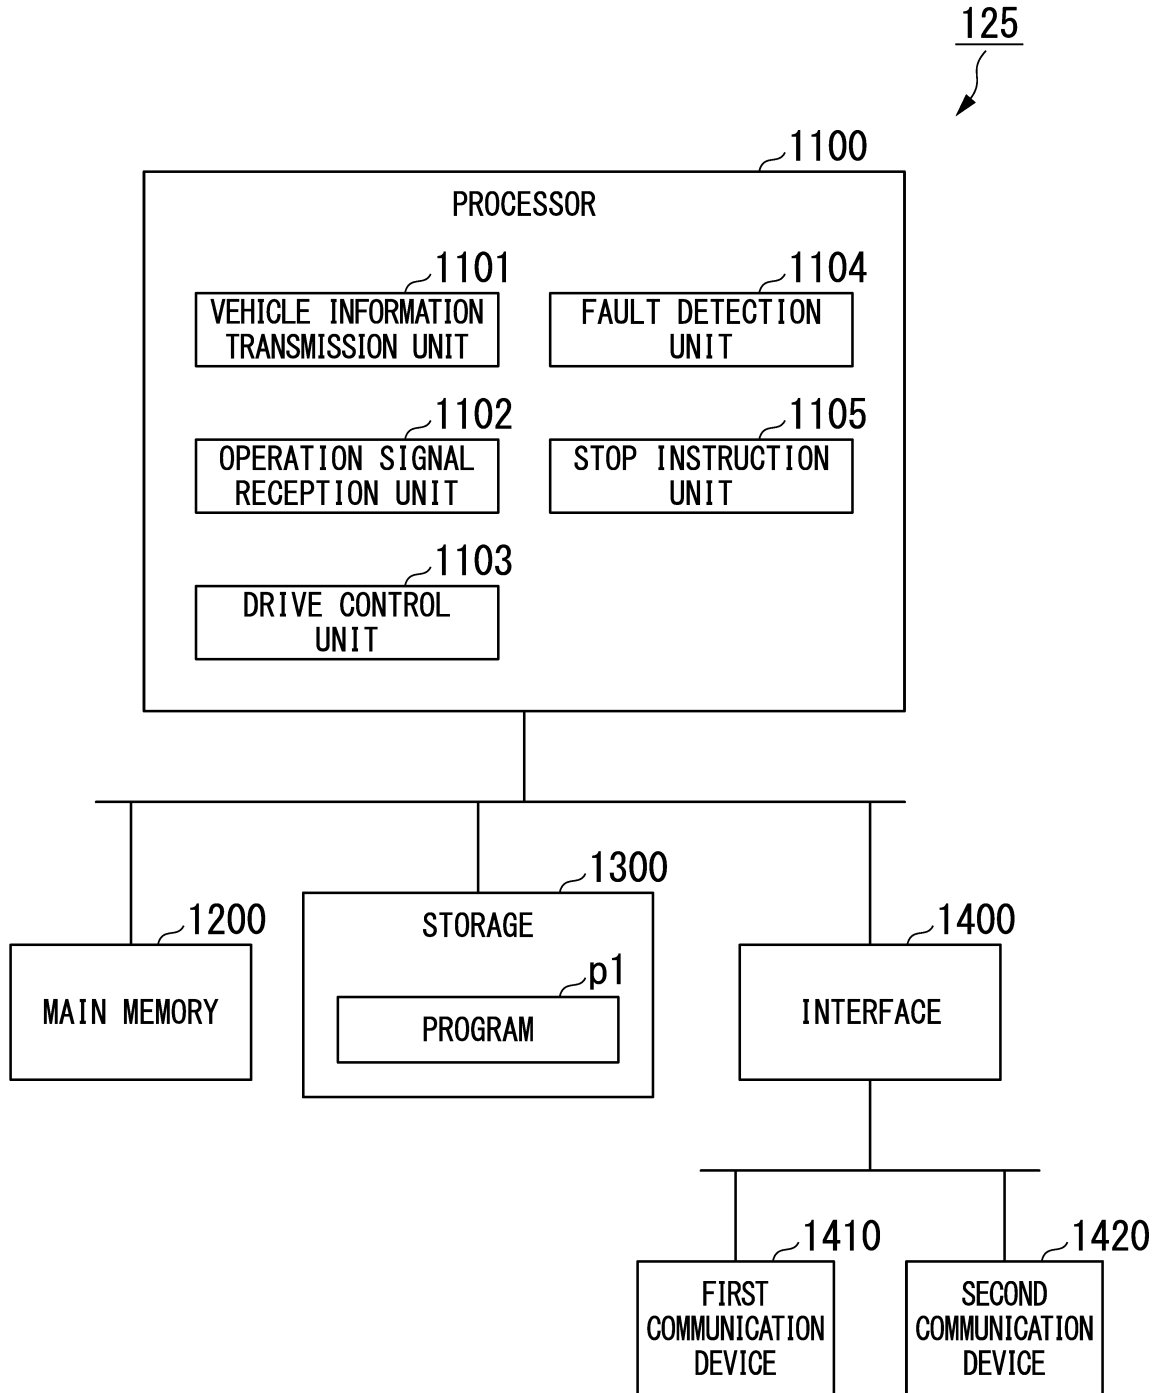 125
1100
PROCESSOR
1101
VEHICLE INFORMATION
TRANSMISSION UNIT
1104
FAULT DETECTION
UNIT
1102
OPERATION SIGNAL
RECEPTION UNIT
1105
STOP INSTRUCTION
UNIT
1103
DRIVE CONTROL
UNIT
1200
MAIN MEMORY
1300
STORAGE
p1
PROGRAM
1400
INTERFACE
1410
FIRST
COMMUNICATION
DEVICE
1420
SECOND
COMMUNICATION
DEVICE